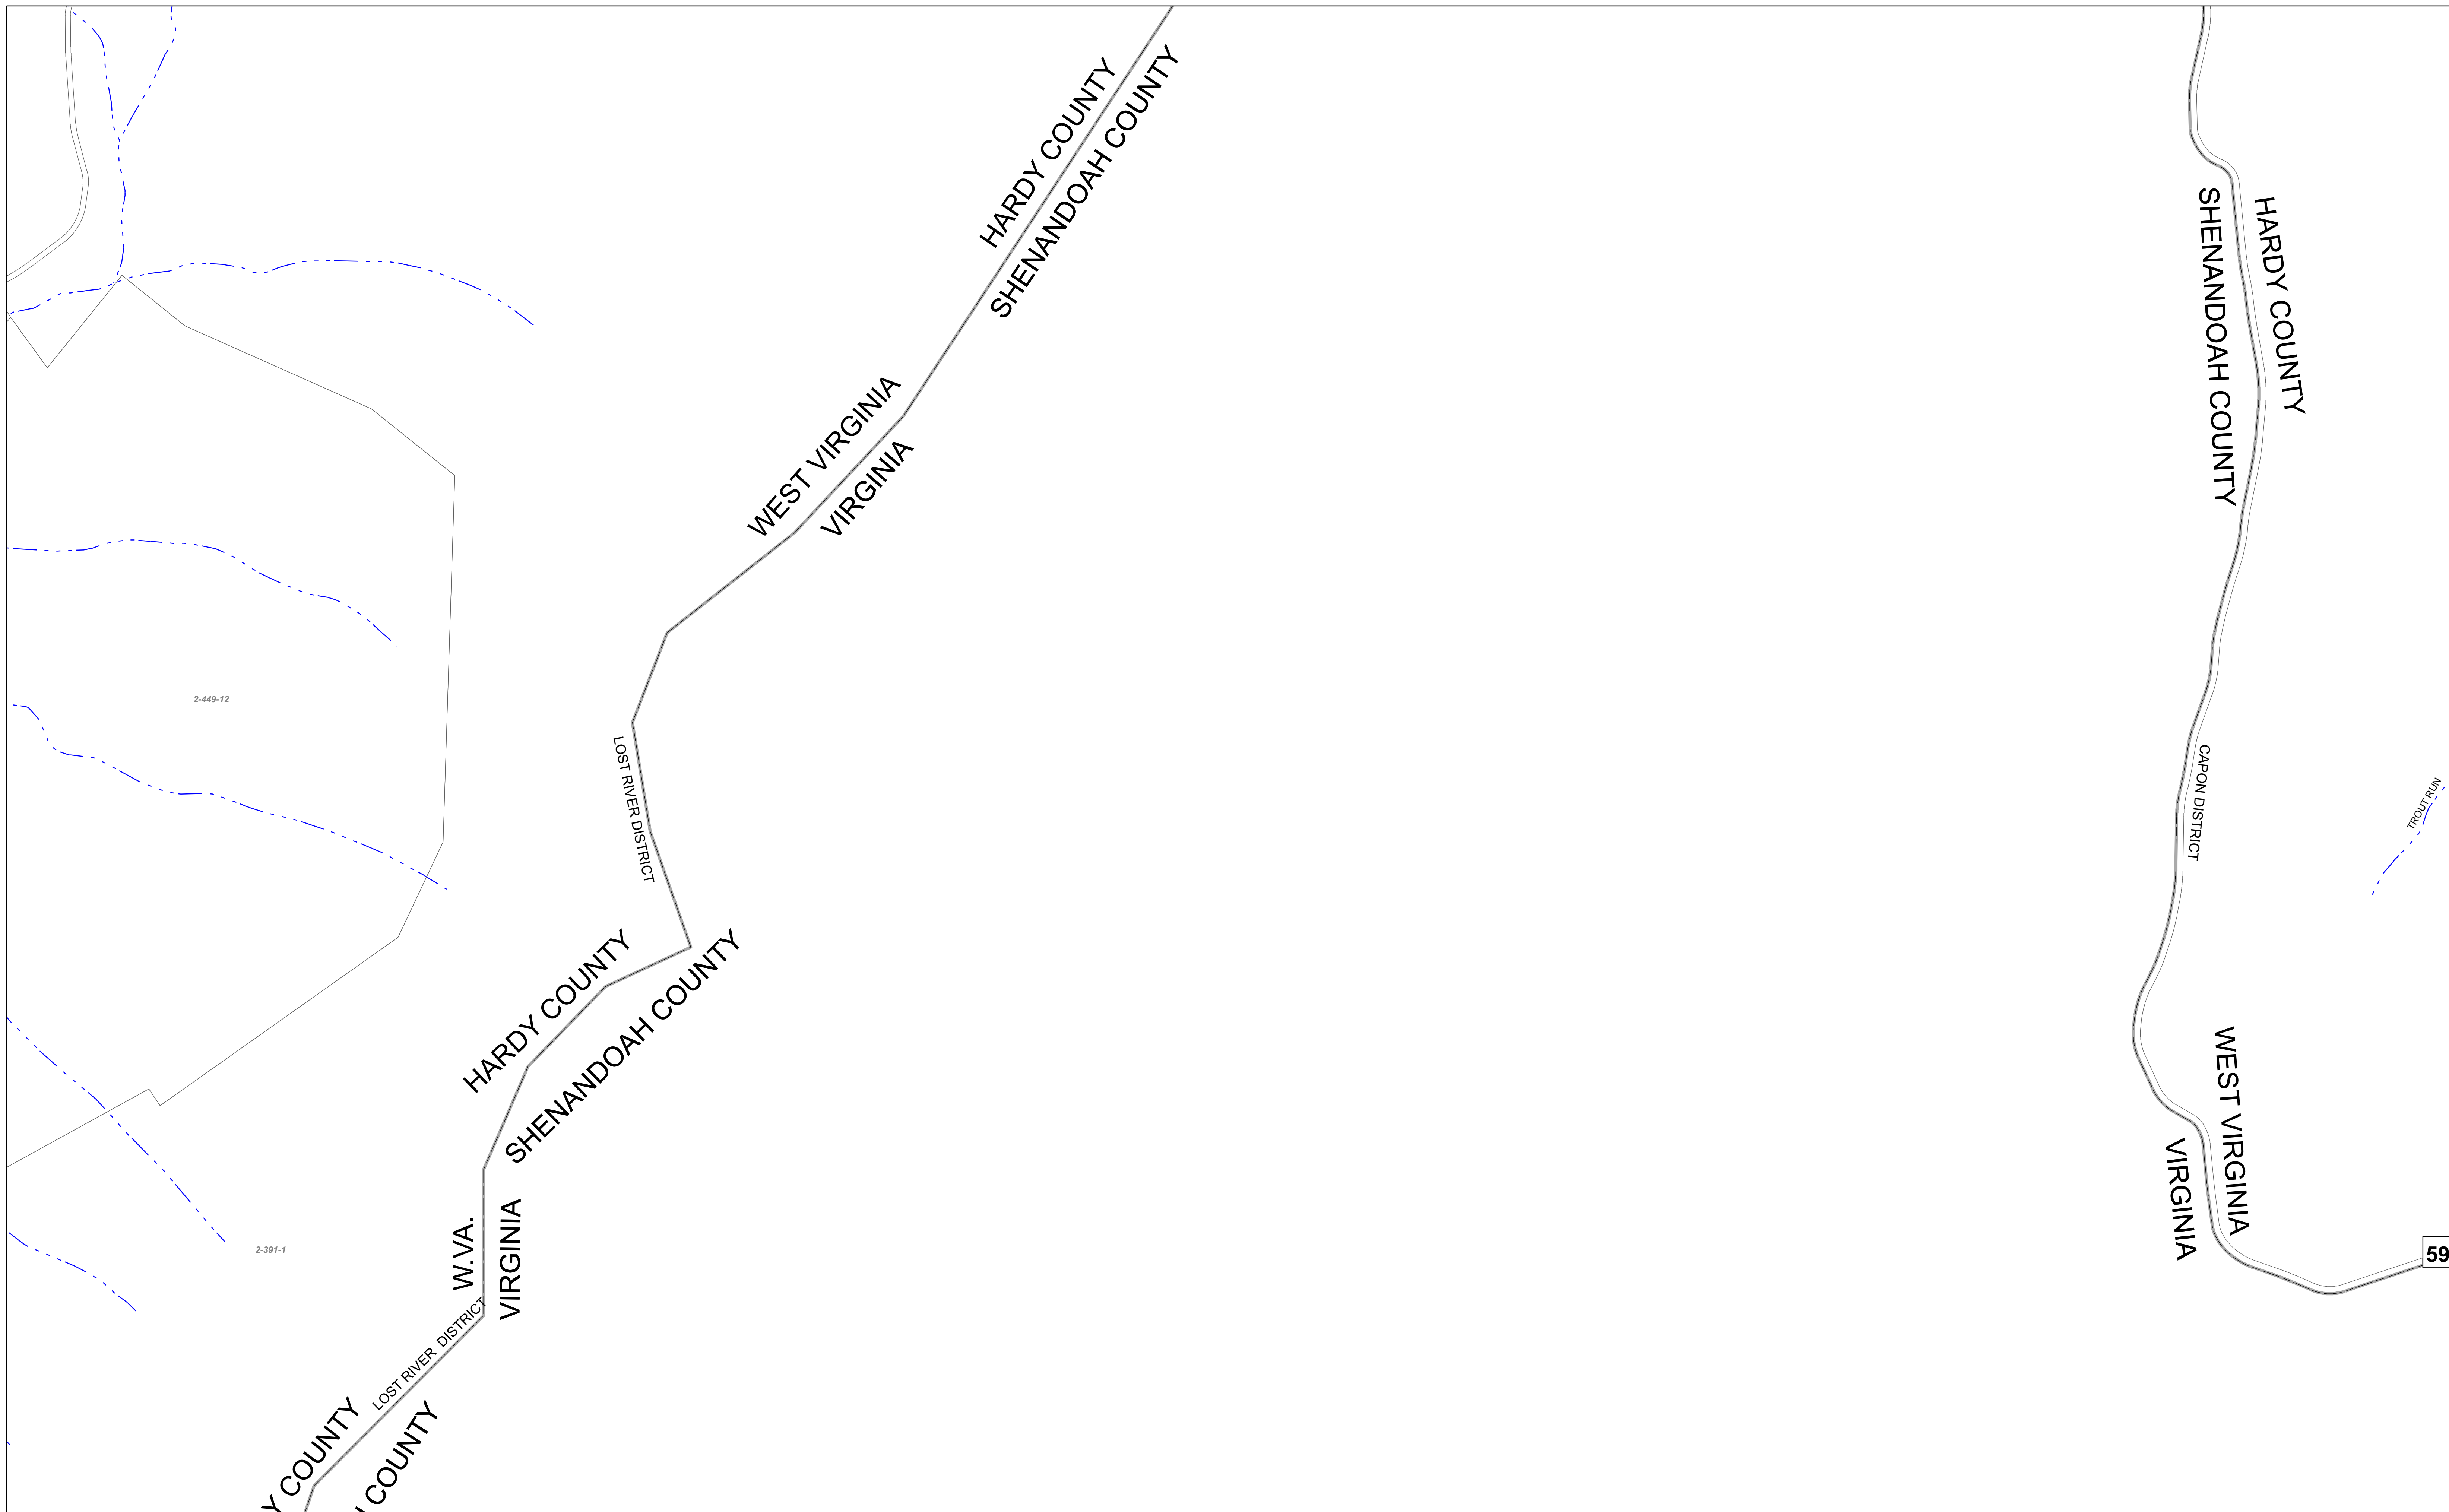 HARDY COUNTY
SHENANDOAH COUNTY
HARDY COUNTY
SHENANDOAH COUNTY
WEST VIRGINIA
VIRGINIA
2-449-12
LOST RIVER DISTRICT
CAPON DISTRICT
TROUT RUN
HARDY COUNTY
SHENANDOAH COUNTY
WEST VIRGINIA
VIRGINIA
W.VA.
VIRGINIA
2-391-1
59
LOST RIVER DISTRICT
Y COUNTY
COUNTY